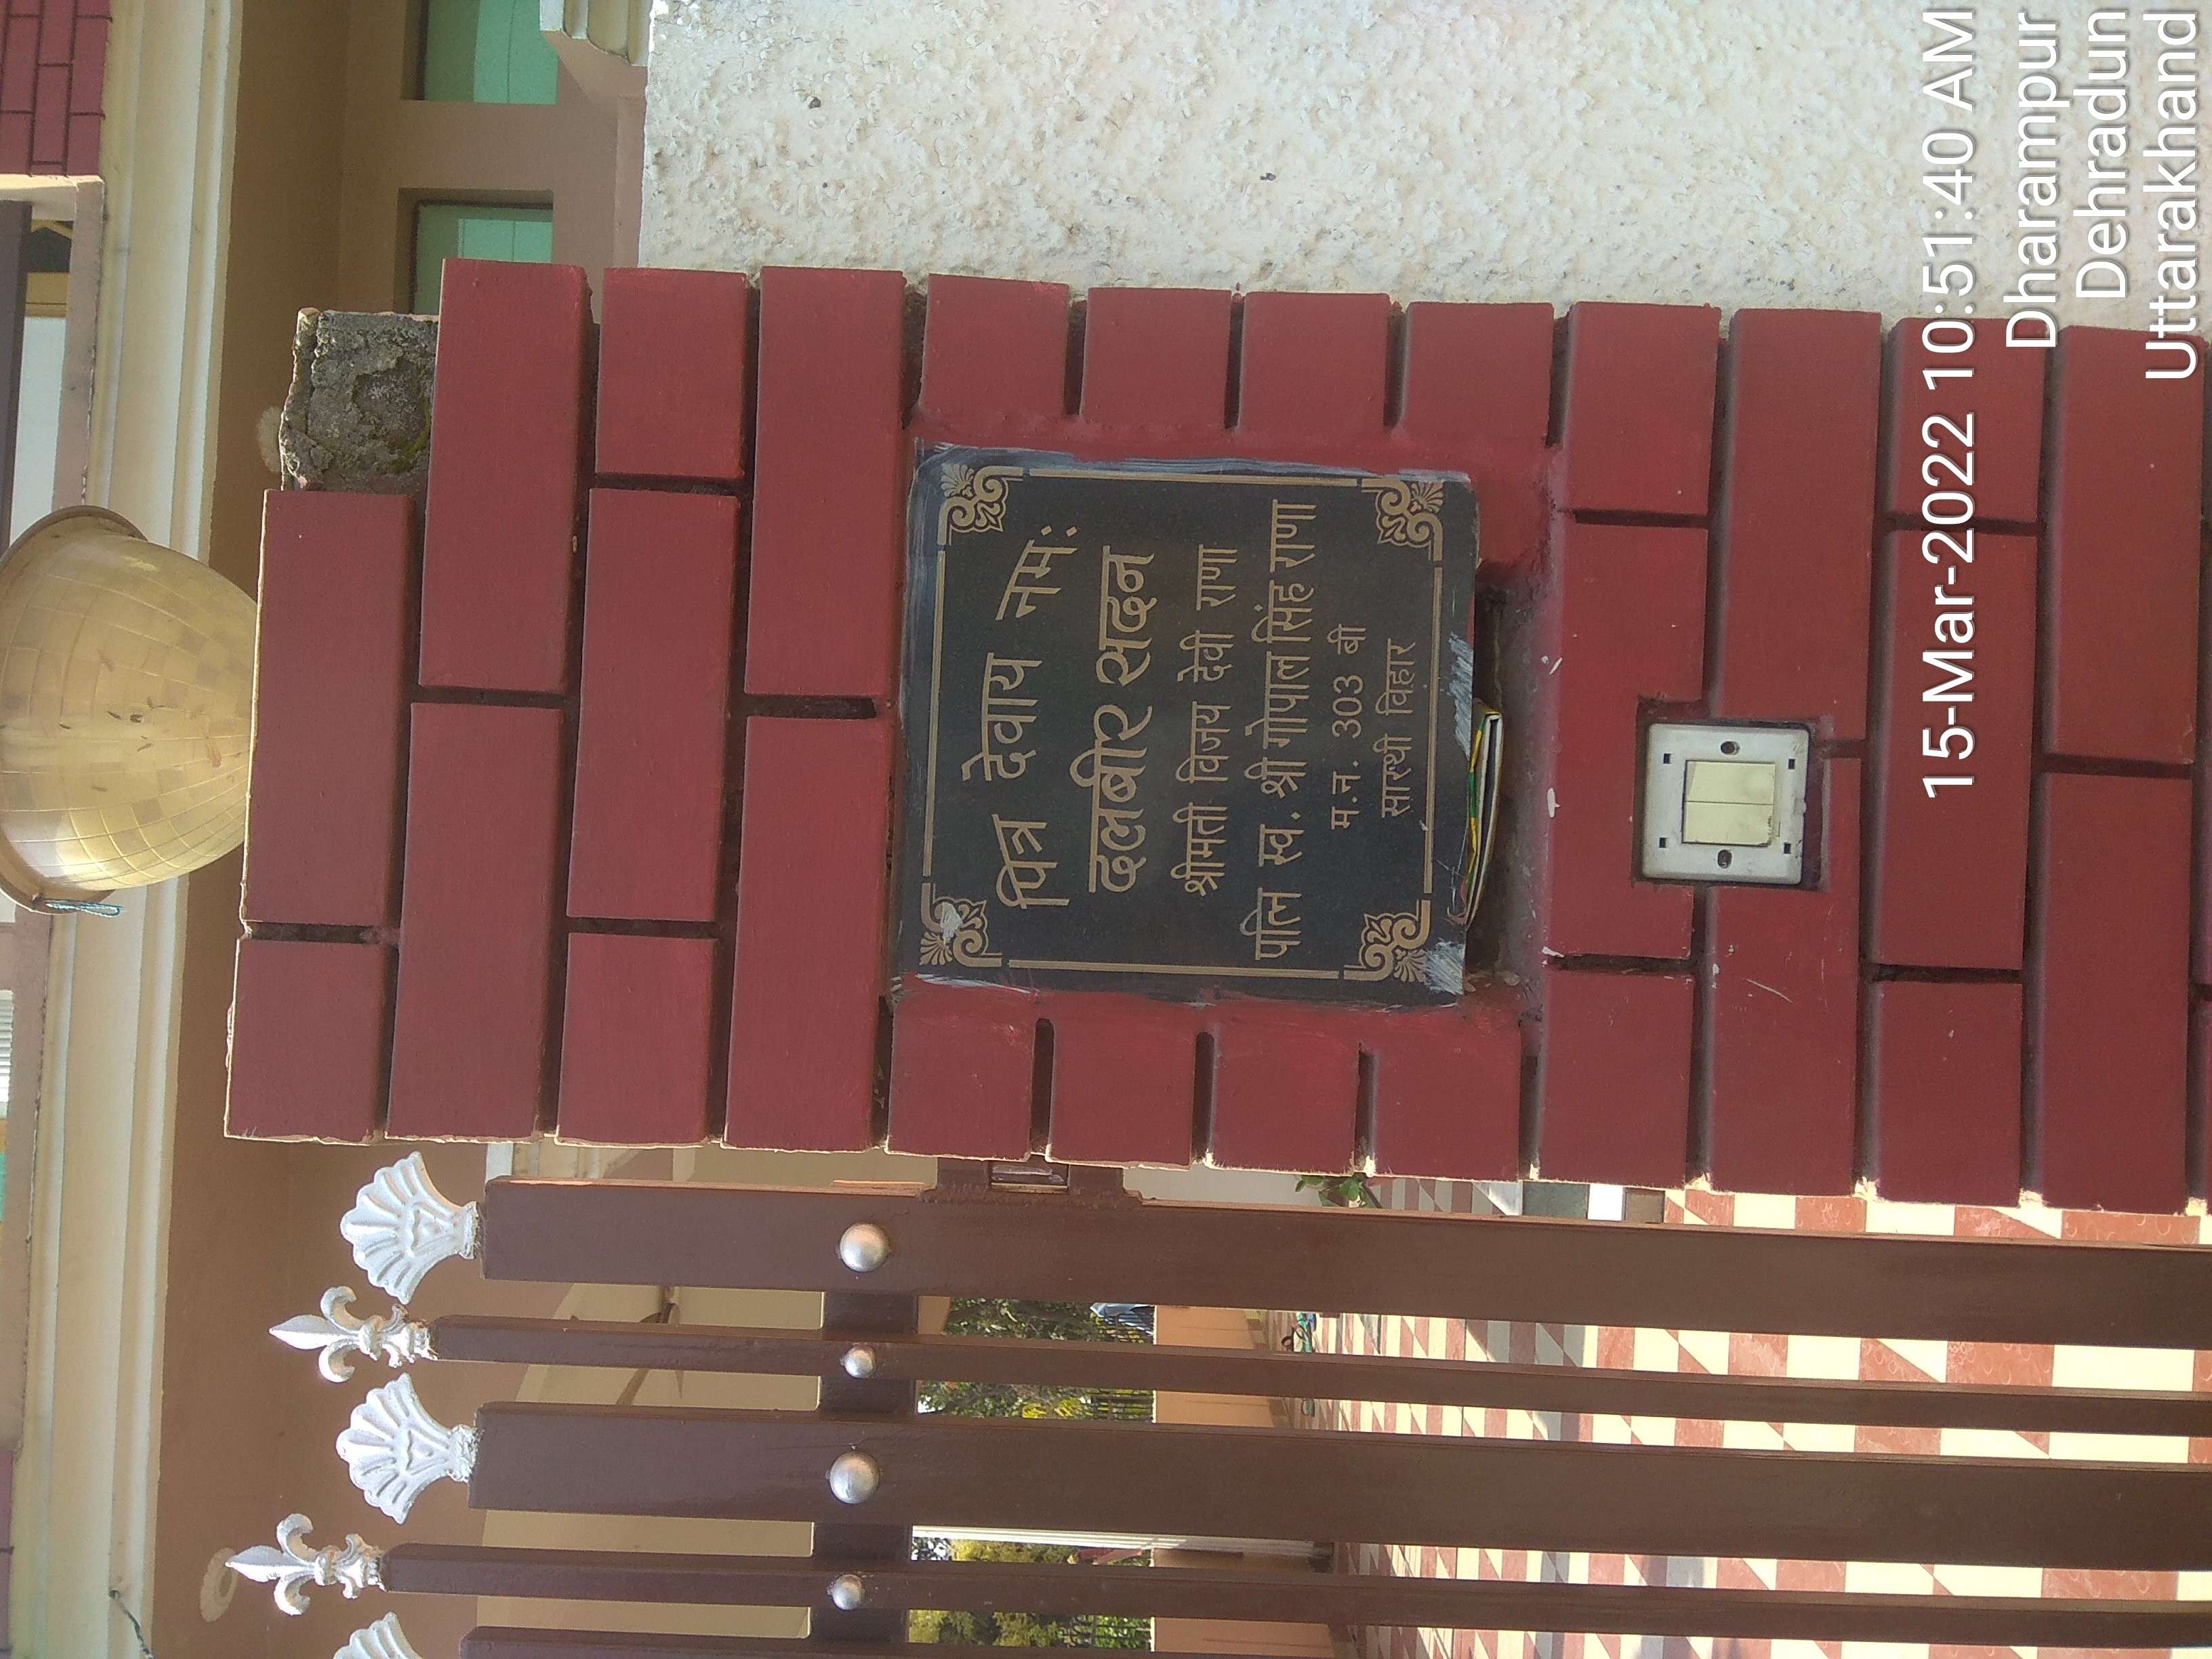 पित्र देवाय नमः
दलबीर सदन
श्रीमती विजय देवी राणा
पत्नि स्व. श्री गोपाल सिंह राणा
म.न. 303 बी
सारथी विहार
15-Mar-2022 10:51:40 AM
Dharampur
Dehradun
Uttarakhand